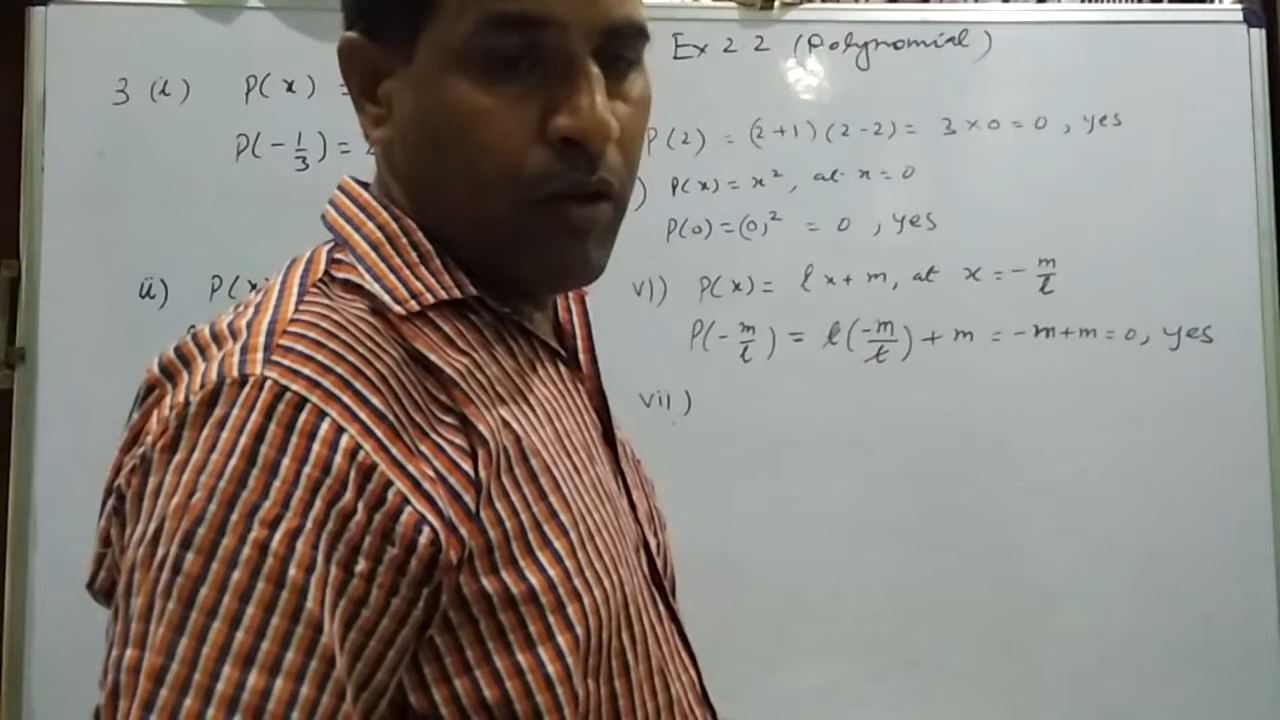 Ex 2 2 (Polynomial)
3 (i) P(x) =
P(-1/3) =
ii) P(x)
P(2) = (2+1)(2-2) = 3×0=0, yes
) P(x) = x², at x=0
P(0)=(0)² = 0, yes
vi) P(x) = lx+m, at x = -m/l
P(-m/l) = l(-m/l)+m = -m+m=0, yes
vii)